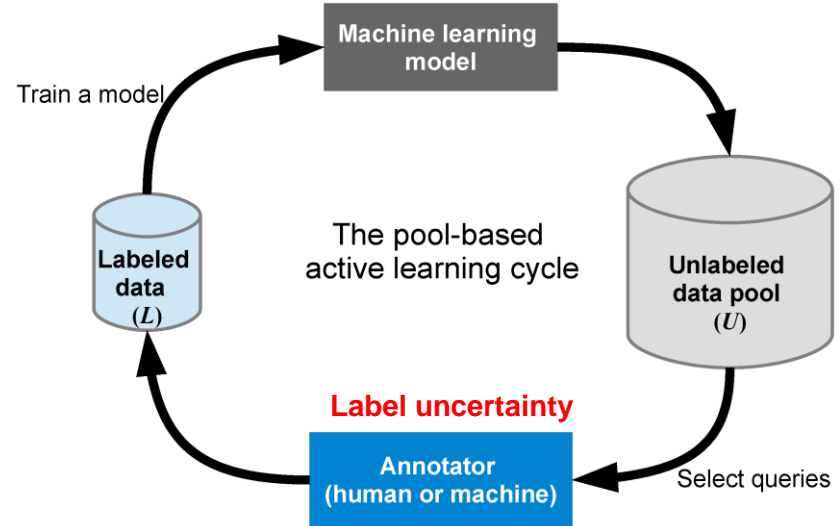 Machine learning
model
Train a model
The pool-based
active learning cycle
Labeled
data
(L)
Unlabeled
data pool
(U)
Label uncertainty
Annotator
(human or machine)
Select queries